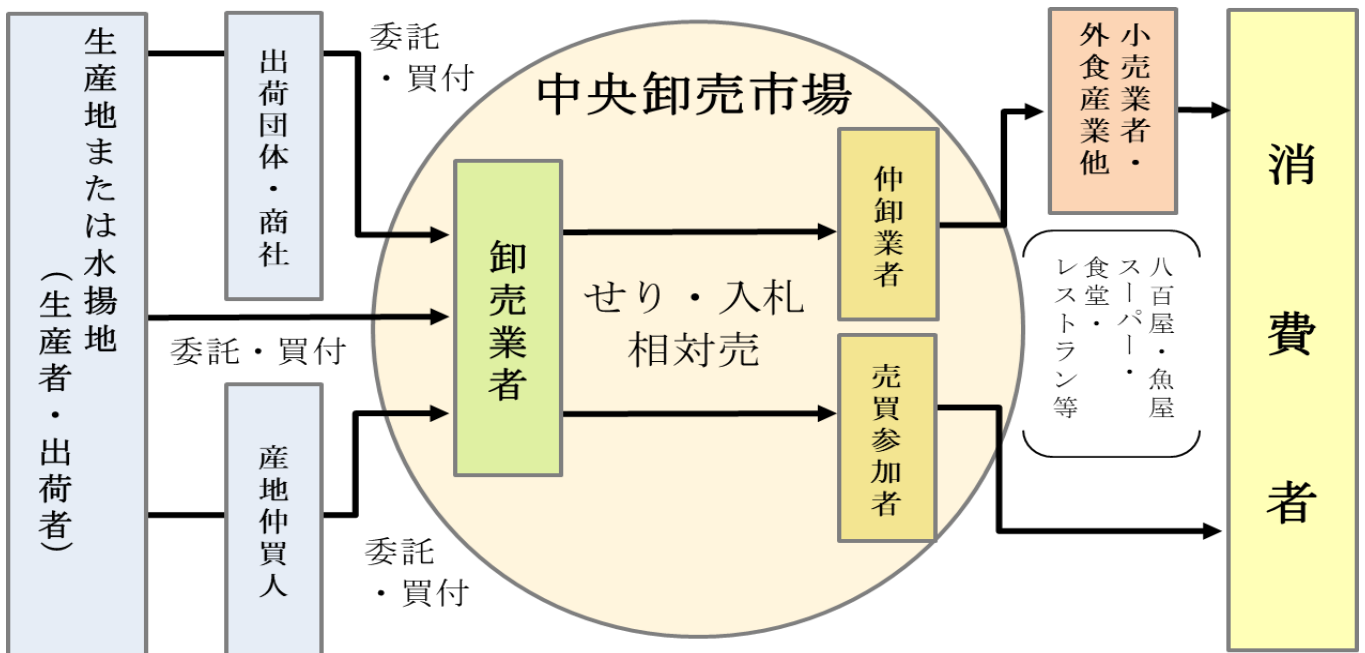 生産地または水揚地
（生産者・出荷者）
出荷団体・商社
産地仲買人
委託
・買付
委託・買付
委託
・買付
中央卸売市場
卸売業者
せり・入札
相対売
仲卸業者
売買参加者
小売業者・
外食産業他
八百屋・魚屋
スーパー・
食堂・
レストラン等
消費者